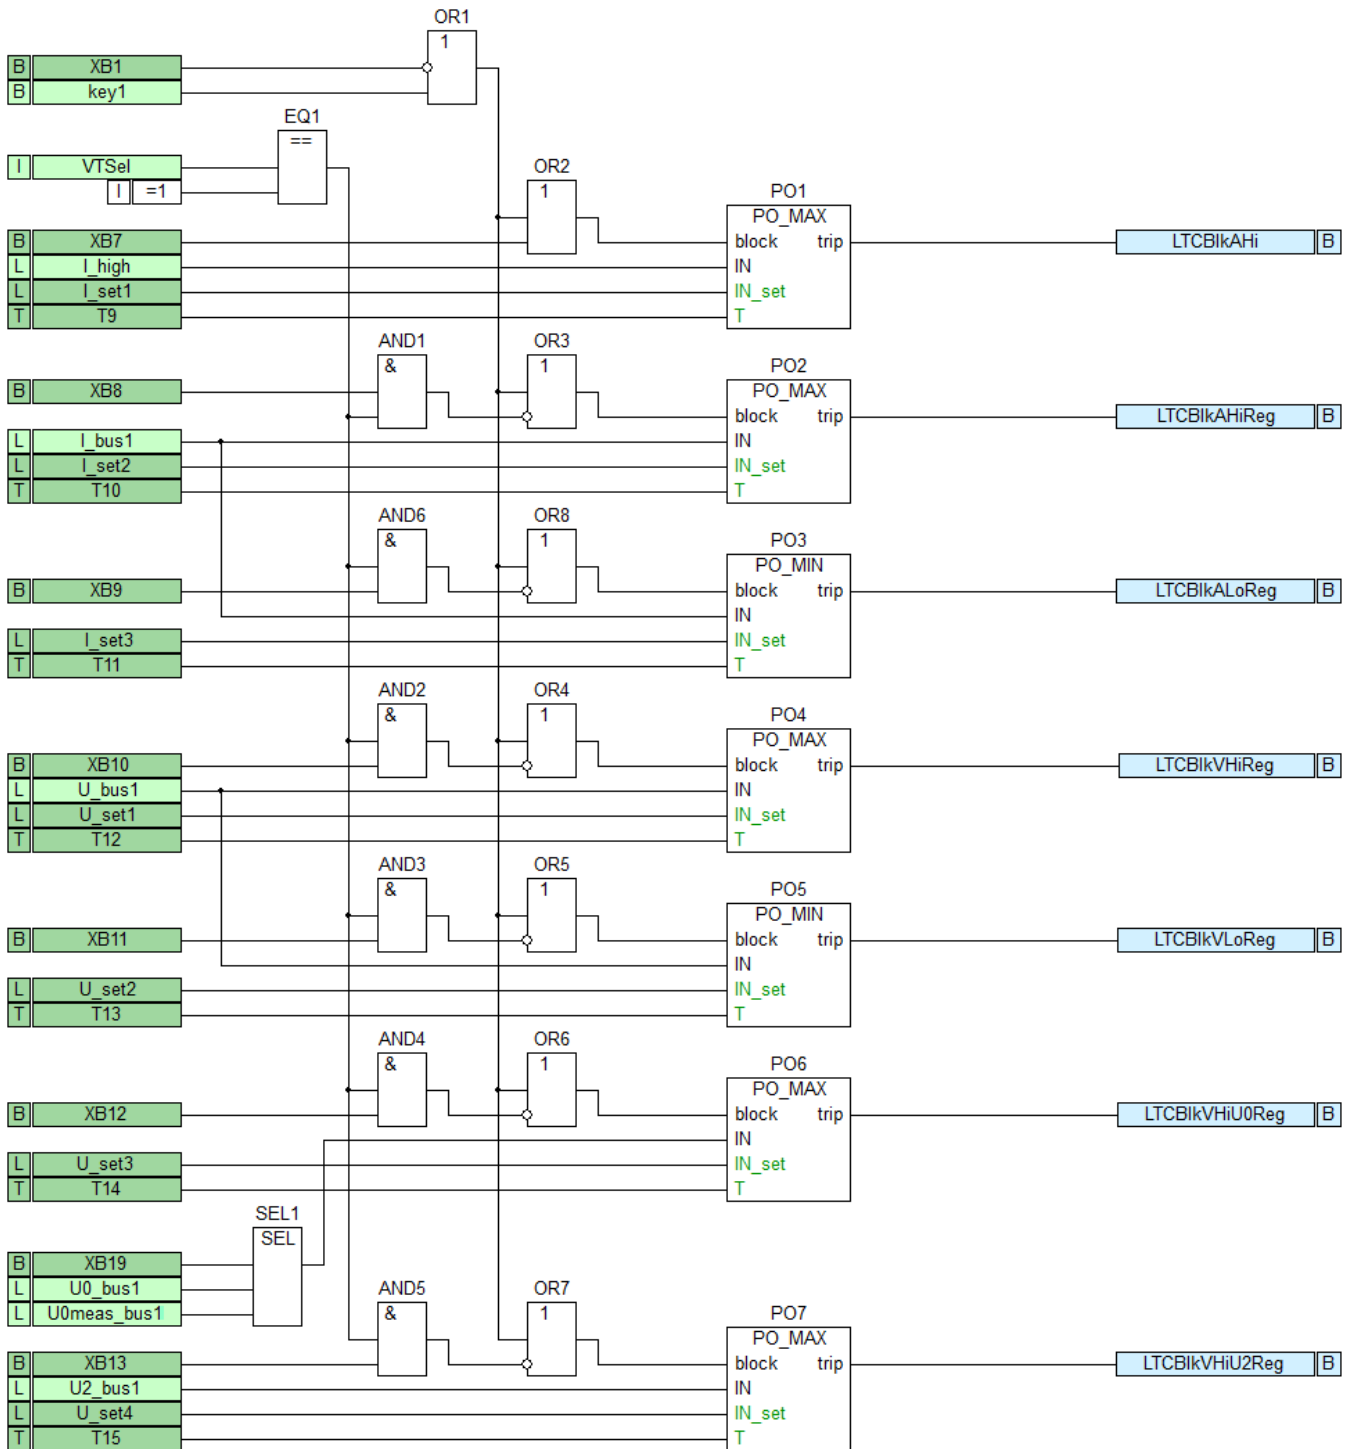 OR1
1
B XB1
B key1
EQ1
==
I VTSel
I =1
OR2
1
PO1
PO_MAX
B XB7 block trip LTCBlkAHi B
L I_high IN
L I_set1 IN_set
T T9 T
AND1 OR3
& 1
PO2
B XB8 PO_MAX
block trip LTCBlkAHiReg B
L I_bus1 IN
L I_set2 IN_set
T T10 T
AND6 OR8
& 1
PO3
PO_MIN
B XB9 block trip LTCBlkALoReg B
IN
L I_set3 IN_set
T T11 T
AND2 OR4
& 1
PO4
PO_MAX
B XB10 block trip LTCBlkVHiReg B
L U_bus1 IN
L U_set1 IN_set
T T12 T
AND3 OR5
& 1
PO5
PO_MIN
B XB11 block trip LTCBlkVLoReg B
IN
L U_set2 IN_set
T T13 T
AND4 OR6
& 1
PO6
PO_MAX
B XB12 block trip LTCBlkVHiU0Reg B
IN
L U_set3 IN_set
T T14 T
SEL1
SEL
B XB19
L U0_bus1 AND5 OR7
L U0meas_bus1 & 1
PO7
PO_MAX
B XB13 block trip LTCBlkVHiU2Reg B
L U2_bus1 IN
L U_set4 IN_set
T T15 T